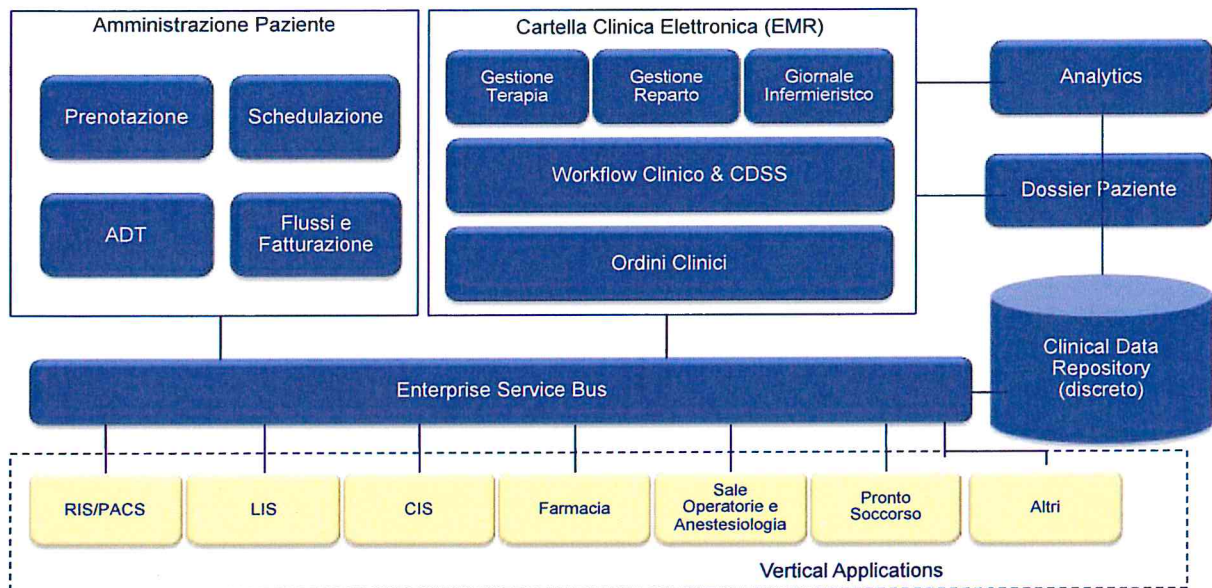 Amministrazione Paziente
Prenotazione
Schedulazione
ADT
Flussi e
Fatturazione
Cartella Clinica Elettronica (EMR)
Gestione
Terapia
Gestione
Reparto
Giornale
Infermieristco
Workflow Clinico & CDSS
Ordini Clinici
Analytics
Dossier Paziente
Clinical Data
Repository
(discreto)
Enterprise Service Bus
RIS/PACS
LIS
CIS
Farmacia
Sale
Operatorie e
Anestesiologia
Pronto
Soccorso
Altri
Vertical Applications